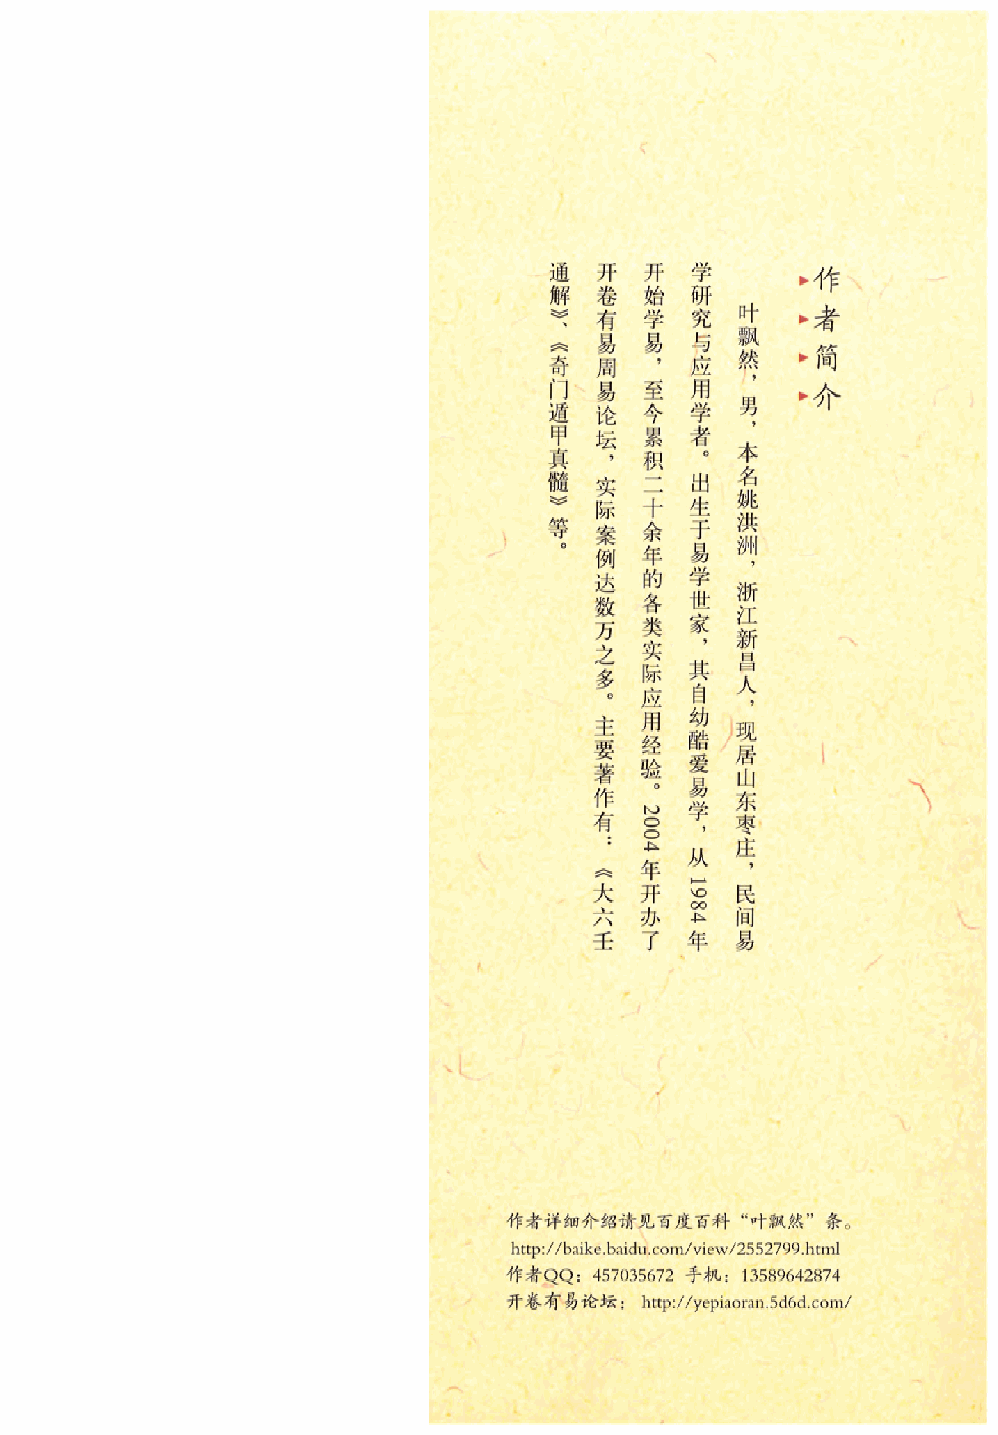 作者简介
叶飘然，男，本名姚洪洲，浙江新昌人，现居山东枣庄，民间易
学研究与应用学者。出生于易学世家，其自幼酷爱易学，从1984年
开始学易，至今累积二十余年的各类实际应用经验。2004年开办了
开卷有易周易论坛，实际案例达数万之多。主要著作有：《大六壬
通解》、《奇门遁甲真髓》等。
作者详细介绍请见百度百科“叶飘然”条。
http://baike.baidu.com/view/2552799.html
作者QQ：457035672 手机：13589642874
开卷有易论坛： http://yepiaoran.5d6d.com/